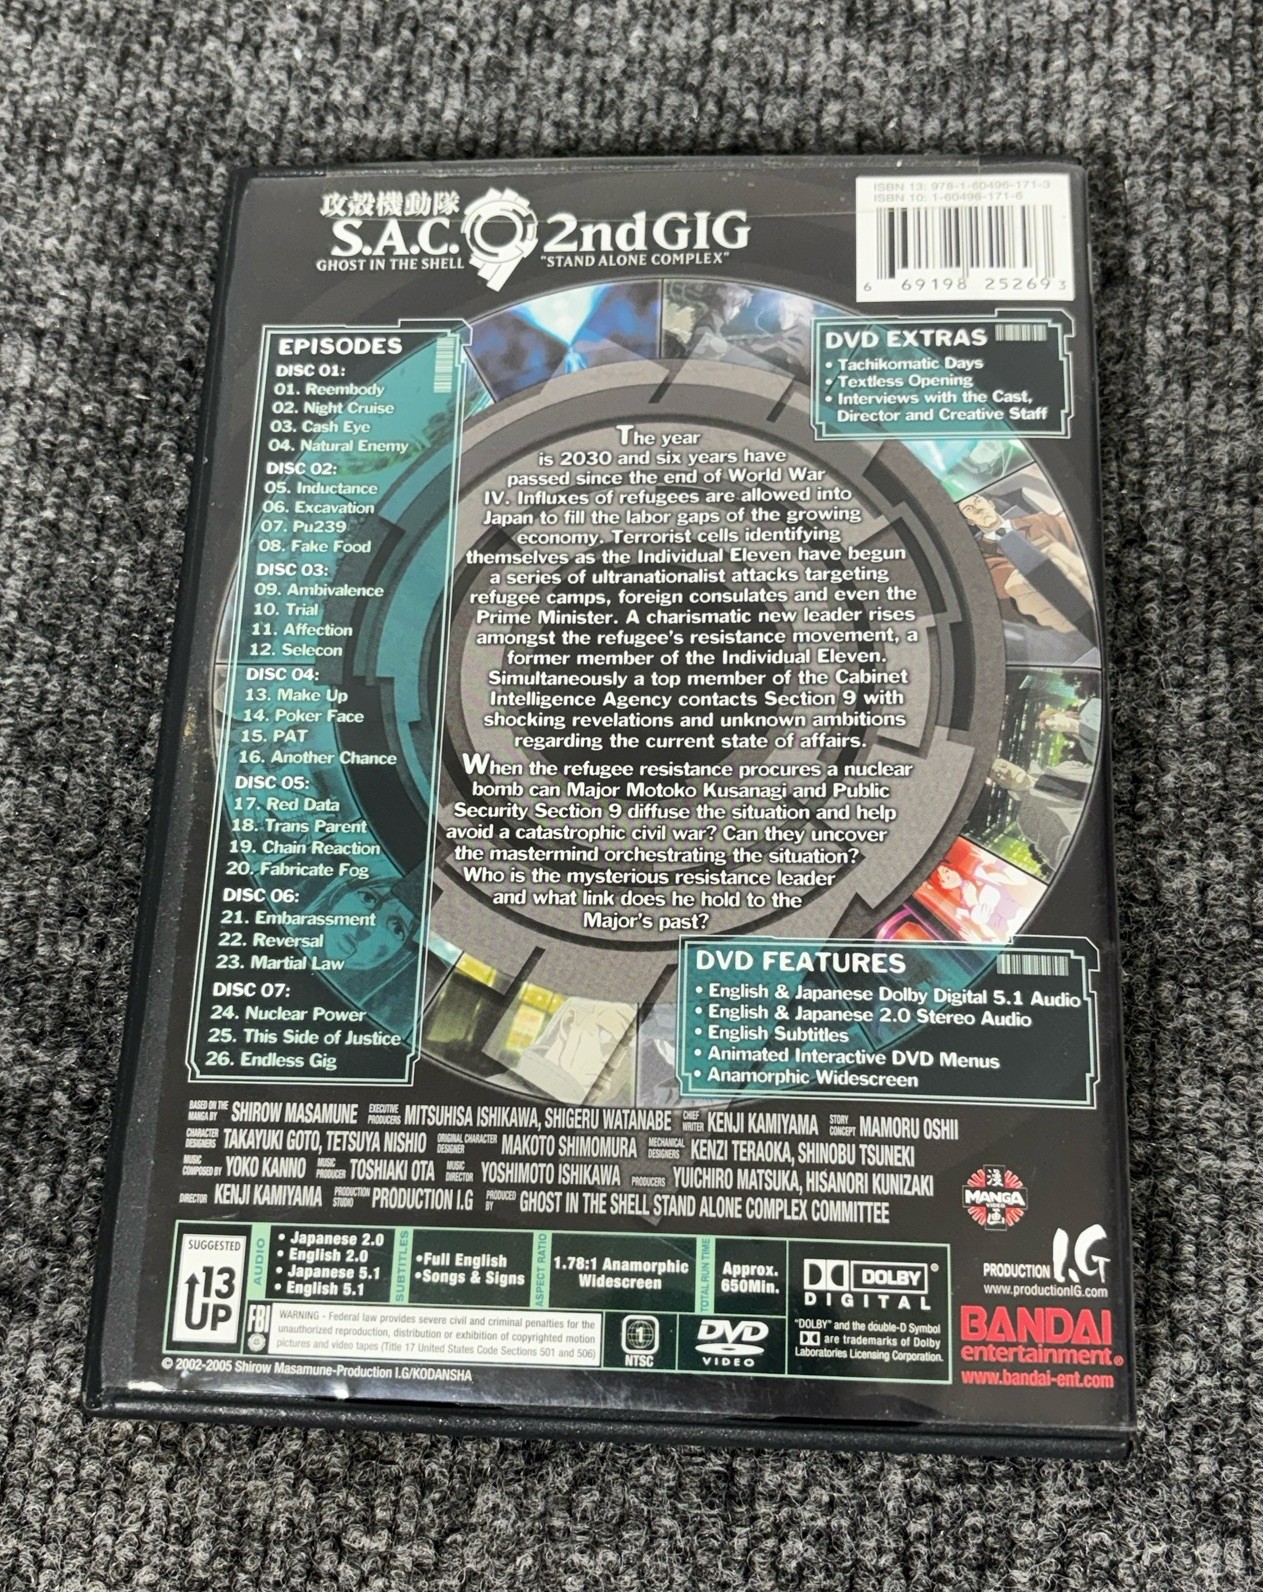 攻殻機動隊
S.A.C. 2nd GIG
GHOST IN THE SHELL "STAND ALONE COMPLEX"
ISBN 13: 978-1-60496-171-3
ISBN 10: 1-60496-171-6
6 69198 25269 3
EPISODES
DISC 01:
01. Reembody
02. Night Cruise
03. Cash Eye
04. Natural Enemy
DISC 02:
05. Inductance
06. Excavation
07. Pu239
08. Fake Food
DISC 03:
09. Ambivalence
10. Trial
11. Affection
12. Selecon
DISC 04:
13. Make Up
14. Poker Face
15. PAT
16. Another Chance
DISC 05:
17. Red Data
18. Trans Parent
19. Chain Reaction
20. Fabricate Fog
DISC 06:
21. Embarassment
22. Reversal
23. Martial Law
DISC 07:
24. Nuclear Power
25. This Side of Justice
26. Endless Gig
DVD EXTRAS
• Tachikomatic Days
• Textless Opening
• Interviews with the Cast,
Director and Creative Staff
The year
is 2030 and six years have
passed since the end of World War
IV. Influxes of refugees are allowed into
Japan to fill the labor gaps of the growing
economy. Terrorist cells identifying
themselves as the Individual Eleven have begun
a series of ultranationalist attacks targeting
refugee camps, foreign consulates and even the
Prime Minister. A charismatic new leader rises
amongst the refugee's resistance movement, a
former member of the Individual Eleven.
Simultaneously a top member of the Cabinet
Intelligence Agency contacts Section 9 with
shocking revelations and unknown ambitions
regarding the current state of affairs.
When the refugee resistance procures a nuclear
bomb can Major Motoko Kusanagi and Public
Security Section 9 diffuse the situation and help
avoid a catastrophic civil war? Can they uncover
the mastermind orchestrating the situation?
Who is the mysterious resistance leader
and what link does he hold to the
Major's past?
DVD FEATURES
• English & Japanese Dolby Digital 5.1 Audio
• English & Japanese 2.0 Stereo Audio
• English Subtitles
• Animated Interactive DVD Menus
• Anamorphic Widescreen
BASED ON THE MANGA BY SHIROW MASAMUNE EXECUTIVE PRODUCERS MITSUHISA ISHIKAWA, SHIGERU WATANABE CHIEF WRITER KENJI KAMIYAMA STORY CONCEPT MAMORU OSHII
CHARACTER DESIGNERS TAKAYUKI GOTO, TETSUYA NISHIO ORIGINAL CHARACTER DESIGNER MAKOTO SHIMOMURA MECHANICAL DESIGNERS KENZI TERAOKA, SHINOBU TSUNEKI
MUSIC COMPOSED BY YOKO KANNO MUSIC PRODUCER TOSHIAKI OTA MUSIC DIRECTOR YOSHIMOTO ISHIKAWA PRODUCERS YUICHIRO MATSUKA, HISANORI KUNIZAKI
DIRECTOR KENJI KAMIYAMA PRODUCTION STUDIO PRODUCTION I.G PRODUCED BY GHOST IN THE SHELL STAND ALONE COMPLEX COMMITTEE
MANGA
VIDEO
PRODUCTION I.G
www.productionIG.com
BANDAI
entertainment®
www.bandai-ent.com
SUGGESTED
13
UP
AUDIO
• Japanese 2.0
• English 2.0
• Japanese 5.1
• English 5.1
SUBTITLES
•Full English
•Songs & Signs
ASPECT RATIO
1.78:1 Anamorphic
Widescreen
TOTAL RUN TIME
Approx.
650Min.
DOLBY®
DIGITAL
"DOLBY" and the double-D Symbol
are trademarks of Dolby
Laboratories Licensing Corporation.
FBI
WARNING - Federal law provides severe civil and criminal penalties for the
unauthorized reproduction, distribution or exhibition of copyrighted motion
pictures and video tapes (Title 17 United States Code Sections 501 and 506)
1
NTSC
DVD
VIDEO
© 2002-2005 Shirow Masamune-Production I.G/KODANSHA